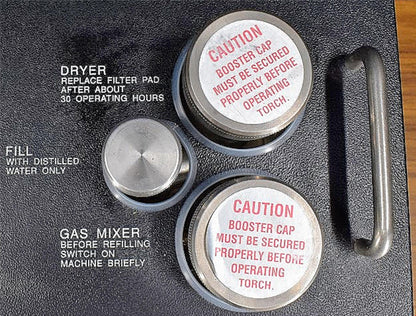 DRYER
REPLACE FILTER PAD
AFTER ABOUT
30 OPERATING HOURS
CAUTION
BOOSTER CAP
MUST BE SECURED
PROPERLY BEFORE
OPERATING
TORCH.
FILL
WITH DISTILLED
WATER ONLY
GAS MIXER
BEFORE REFILLING
SWITCH ON
MACHINE BRIEFLY
CAUTION
BOOSTER CAP
MUST BE SECURED
PROPERLY BEFORE
OPERATING
TORCH.